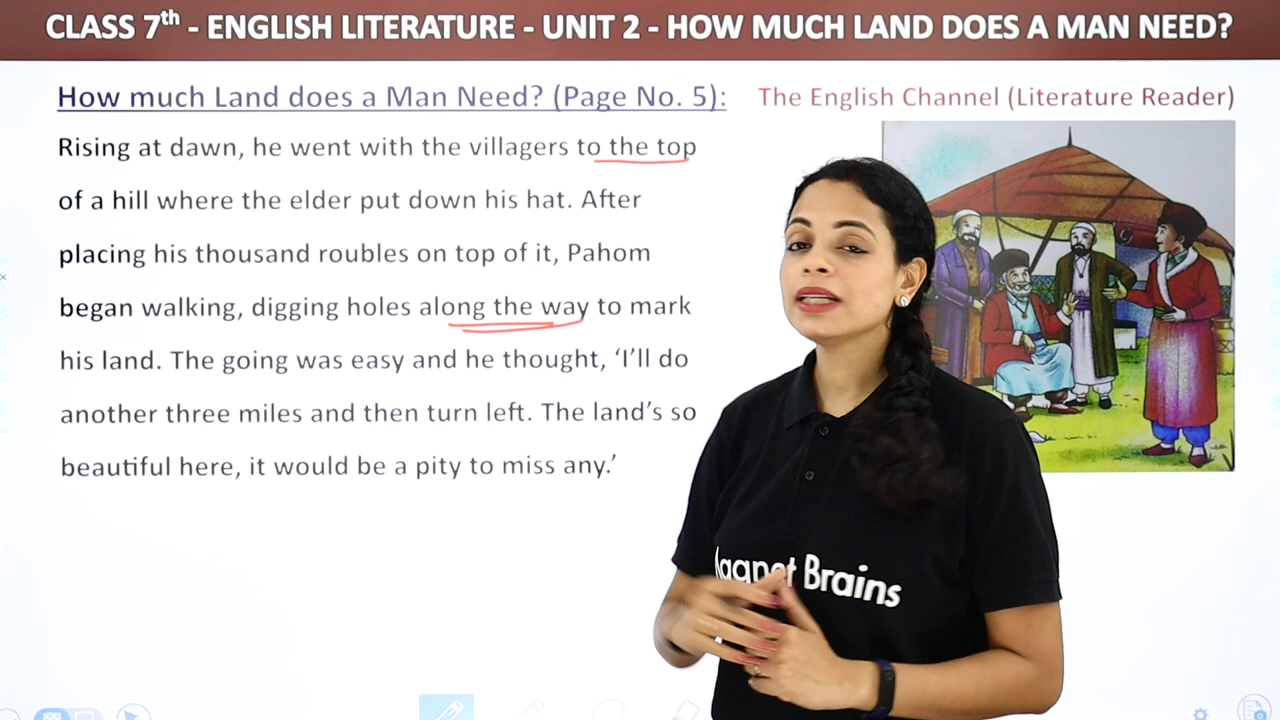 CLASS 7th - ENGLISH LITERATURE - UNIT 2 - HOW MUCH LAND DOES A MAN NEED?
How much Land does a Man Need? (Page No. 5): The English Channel (Literature Reader)
Rising at dawn, he went with the villagers to the top
of a hill where the elder put down his hat. After
placing his thousand roubles on top of it, Pahom
began walking, digging holes along the way to mark
his land. The going was easy and he thought, ‘I’ll do
another three miles and then turn left. The land’s so
beautiful here, it would be a pity to miss any.’
Brains